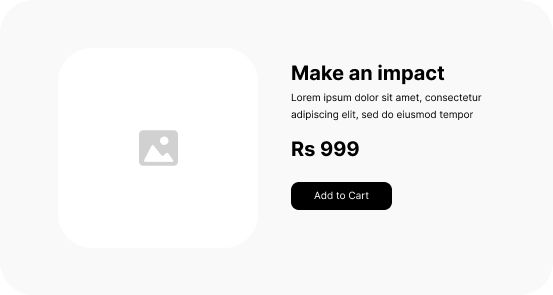 Make an impact
Lorem ipsum dolor sit amet, consectetur
adipiscing elit, sed do eiusmod tempor
Rs 999
Add to Cart